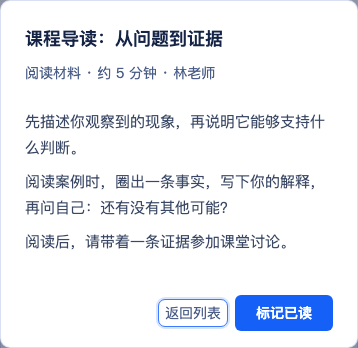 课程导读：从问题到证据
阅读材料 · 约 5 分钟 · 林老师
先描述你观察到的现象，再说明它能够支持什
么判断。
阅读案例时，圈出一条事实，写下你的解释，
再问自己：还有没有其他可能？
阅读后，请带着一条证据参加课堂讨论。
返回列表
标记已读